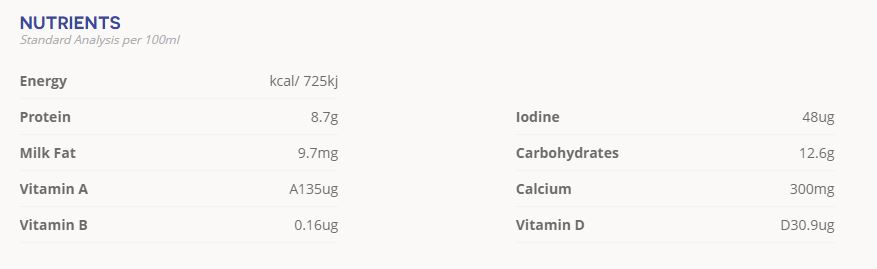 NUTRIENTS
Standard Analysis per 100ml
Energy kcal/ 725kj
Protein 8.7g
Milk Fat 9.7mg
Vitamin A A135ug
Vitamin B 0.16ug
Iodine 48ug
Carbohydrates 12.6g
Calcium 300mg
Vitamin D D30.9ug